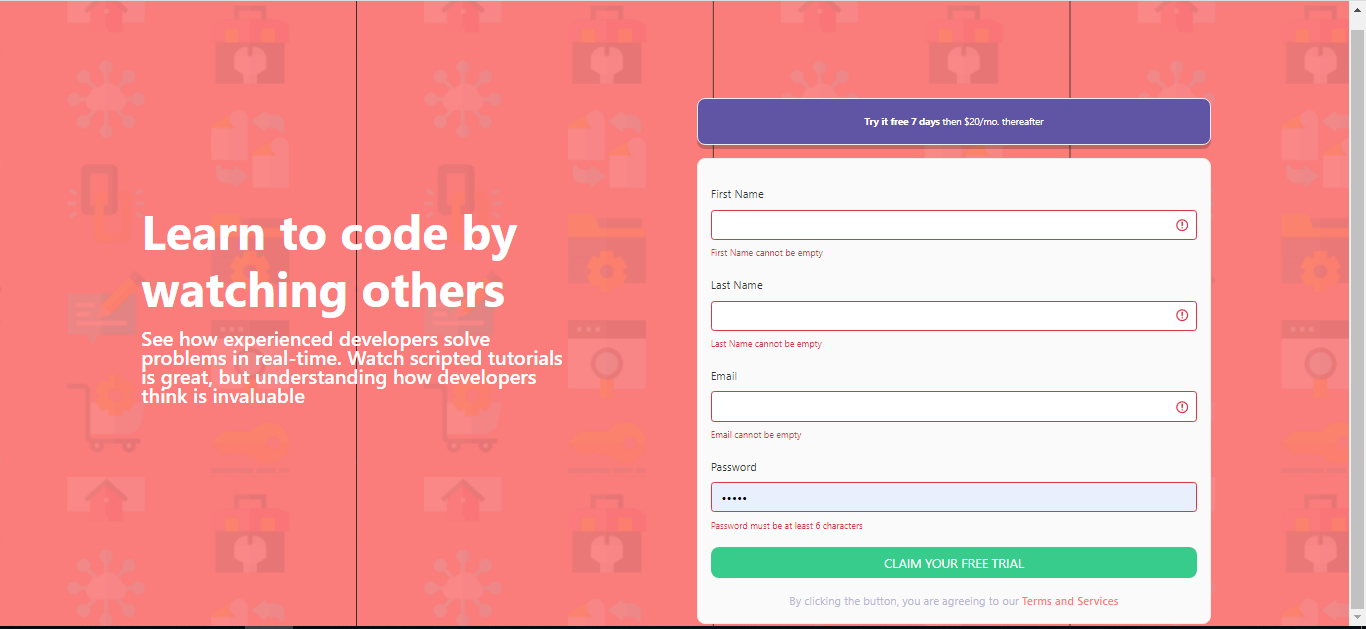 Learn to code by
watching others
See how experienced developers solve
problems in real-time. Watch scripted tutorials
is great, but understanding how developers
think is invaluable
Try it free 7 days then $20/mo. thereafter
First Name
First Name cannot be empty
Last Name
Last Name cannot be empty
Email
Email cannot be empty
Password
•••••
Password must be at least 6 characters
CLAIM YOUR FREE TRIAL
By clicking the button, you are agreeing to our Terms and Services